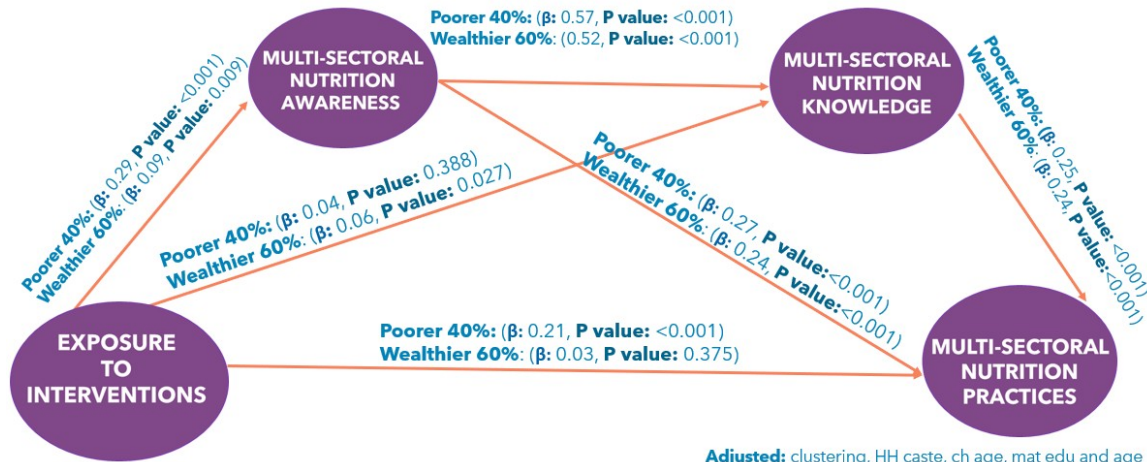 Poorer 40%: (β: 0.57, P value: <0.001)
Wealthier 60%: (0.52, P value: <0.001)
MULTI-SECTORAL
NUTRITION
AWARENESS
MULTI-SECTORAL
NUTRITION
KNOWLEDGE
Poorer 40%: (β: 0.29, P value: <0.001)
Wealthier 60%: (β: 0.09, P value: 0.009)
Poorer 40%: (β: 0.25, P value: <0.001)
Wealthier 60%: (β: 0.24, P value: <0.001)
Poorer 40%: (β: 0.04, P value: 0.388)
Wealthier 60%: (β: 0.06, P value: 0.027)
Poorer 40%: (β: 0.27, P value:<0.001)
Wealthier 60%: (β: 0.24, P value:<0.001)
EXPOSURE
TO
INTERVENTIONS
Poorer 40%: (β: 0.21, P value: <0.001)
Wealthier 60%: (β: 0.03, P value: 0.375)
MULTI-SECTORAL
NUTRITION
PRACTICES
Adjusted: clustering, HH caste, ch age, mat edu and age